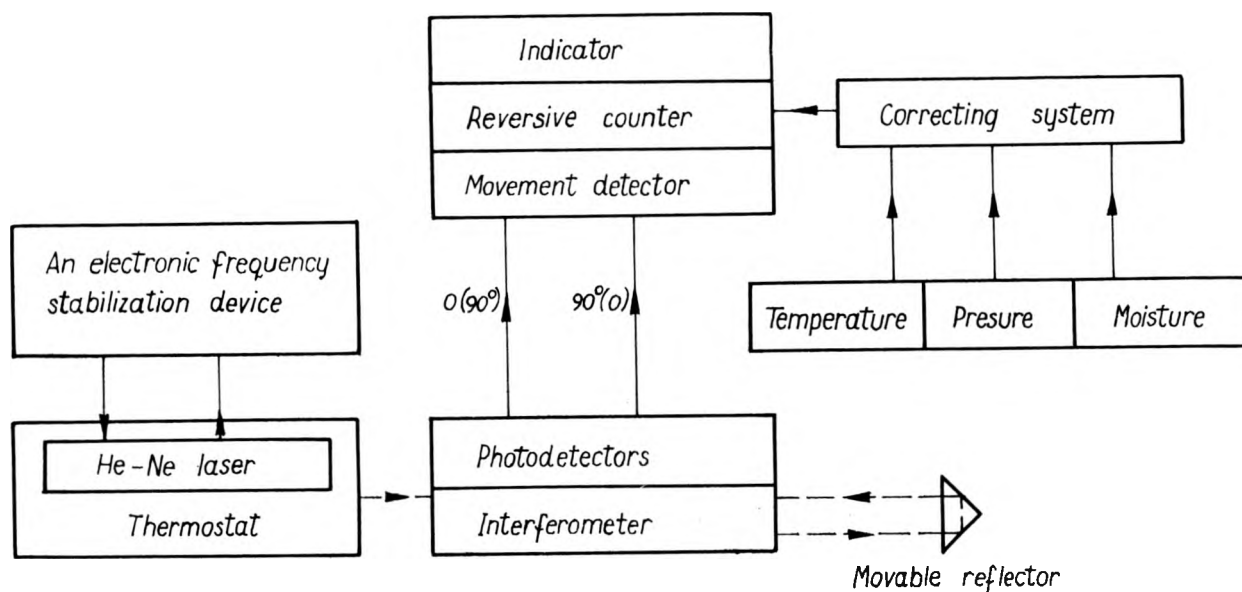 Indicator
Reversive counter
Movement detector
Correcting system
An electronic frequency
stabilization device
0(90°)
90°(0)
Temperature
Presure
Moisture
He-Ne laser
Thermostat
Photodetectors
Interferometer
Movable reflector